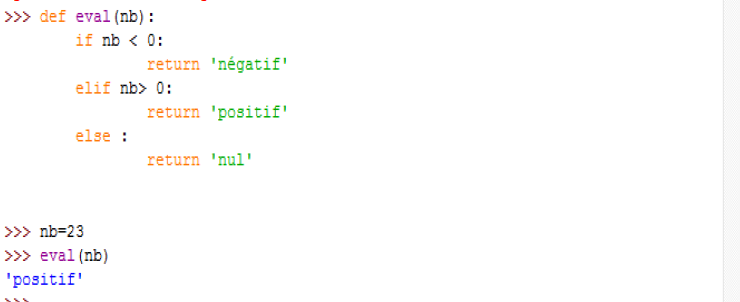 >>> def eval(nb):
        if nb < 0:
                return 'négatif'
        elif nb> 0:
                return 'positif'
        else :
                return 'nul'
>>> nb=23
>>> eval(nb)
'positif'
>>>